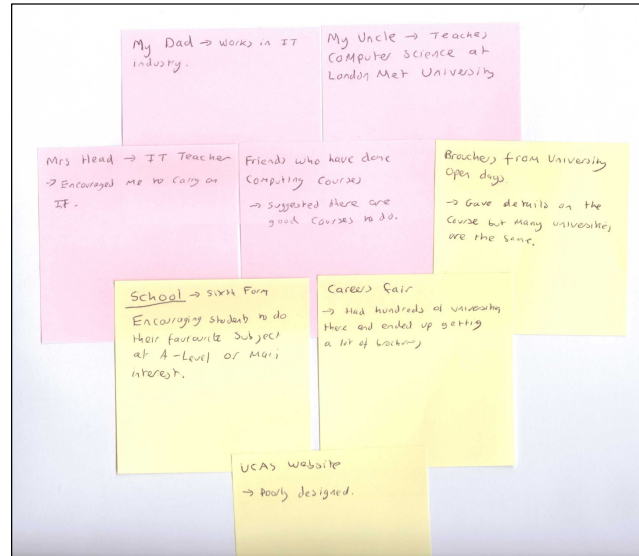 My Dad → Works in IT
industry.
My Uncle → Teaches
Computer Science at
London Met University
Mrs Head → IT Teacher
→ Encouraged me to carry on
IT.
Friends who have done
Computing Courses
→ Suggested there are
good courses to do.
Brouchers from University
Open days.
→ Gave details on the
course but many universities
are the same.
School → Sixth Form
Encouraging students to do
their favourite subject
at A-Level or main
interest.
Careers fair
→ Had hundreds of universities
there and ended up getting
a lot of brochures
UCAS website
→ Poorly designed.